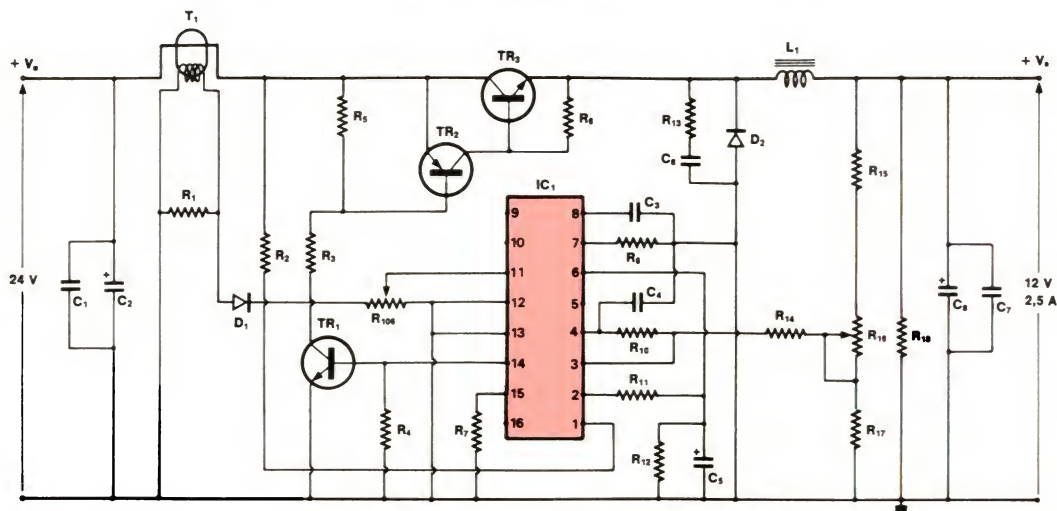 T₁
+ Vₑ
TR₃
L₁
+ Vₒ
R₅
R₆
R₁₃
D₂
TR₂
C₆
R₁₅
IC₁
R₁
9
8
C₃
R₂
R₃
10
7
R₉
24 V
C₁
C₂
+
11
6
12 V
2,5 A
C₈
+
C₇
D₁
R₁₀₆
12
5
C₄
R₁₄
R₁₆
R₁₈
13
4
R₁₀
TR₁
14
3
15
2
R₁₁
R₄
R₇
16
1
R₁₇
R₁₂
+
C₅